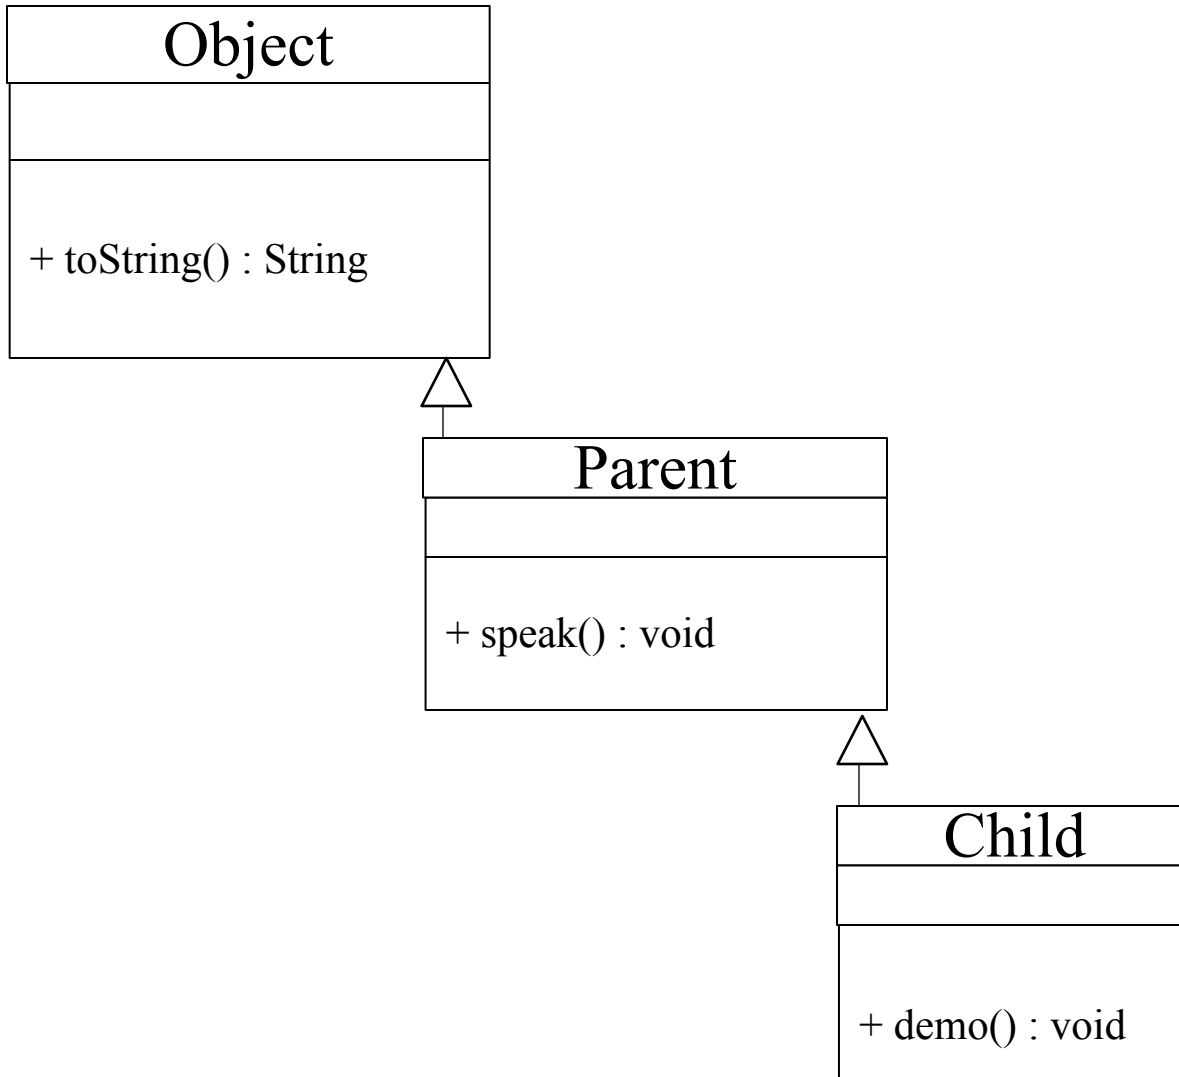 Object
+ toString() : String
Parent
+ speak() : void
Child
+ demo() : void